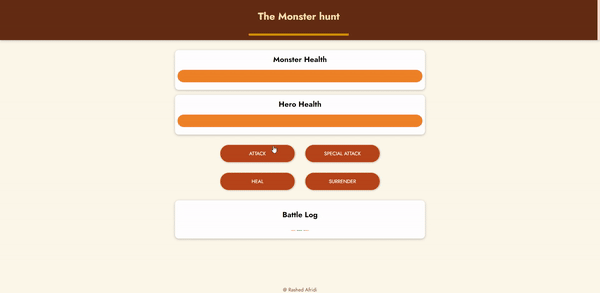 The Monster hunt
Monster Health
Hero Health
ATTACK
SPECIAL ATTACK
HEAL
SURRENDER
Battle Log
© Rashed Afridi